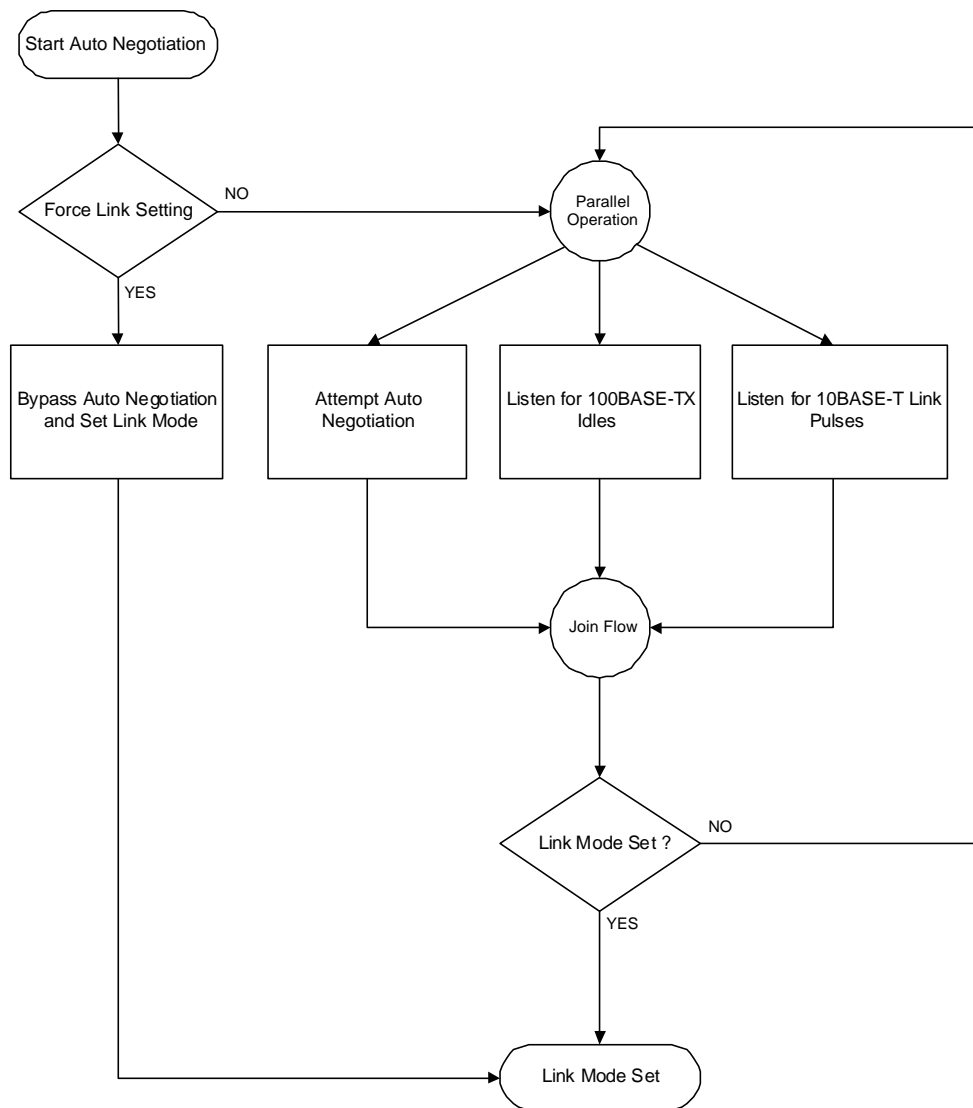 Start Auto Negotiation
Force Link Setting
NO
YES
Parallel
Operation
Bypass Auto Negotiation
and Set Link Mode
Attempt Auto
Negotiation
Listen for 100BASE-TX
Idles
Listen for 10BASE-T Link
Pulses
Join Flow
Link Mode Set ?
NO
YES
Link Mode Set